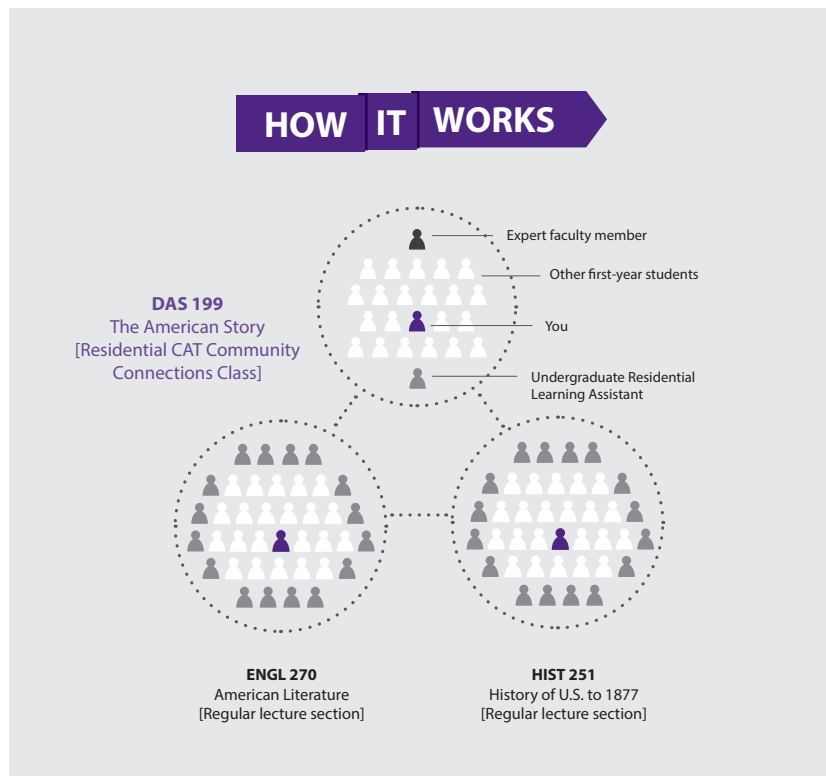 HOW IT WORKS
Expert faculty member
Other first-year students
DAS 199
The American Story
[Residential CAT Community
Connections Class]
You
Undergraduate Residential
Learning Assistant
ENGL 270
American Literature
[Regular lecture section]
HIST 251
History of U.S. to 1877
[Regular lecture section]